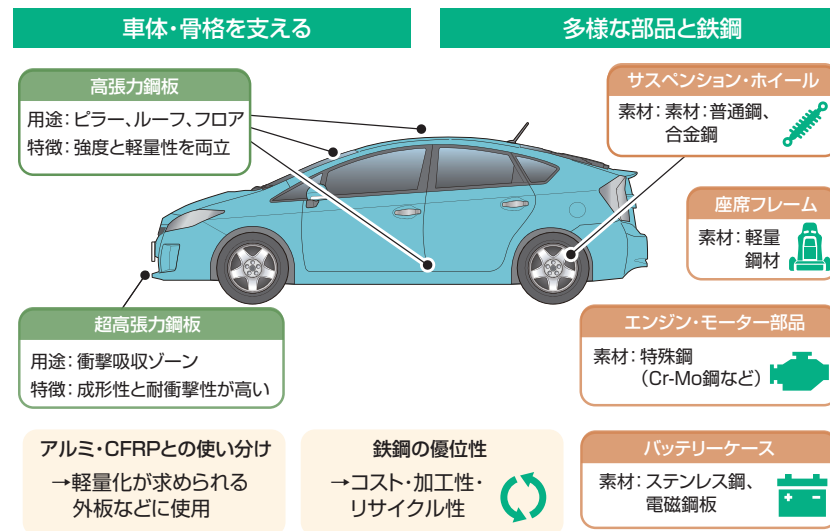 車体・骨格を支える
多様な部品と鉄鋼
高張力鋼板
用途：ピラー、ルーフ、フロア
特徴：強度と軽量性を両立
サスペンション・ホイール
素材：素材：普通鋼、
合金鋼
座席フレーム
素材：軽量
鋼材
超高張力鋼板
用途：衝撃吸収ゾーン
特徴：成形性と耐衝撃性が高い
エンジン・モーター部品
素材：特殊鋼
（Cr-Mo鋼など）
アルミ・CFRPとの使い分け
→軽量化が求められる
外板などに使用
鉄鋼の優位性
→コスト・加工性・
リサイクル性
バッテリーケース
素材：ステンレス鋼、
電磁鋼板